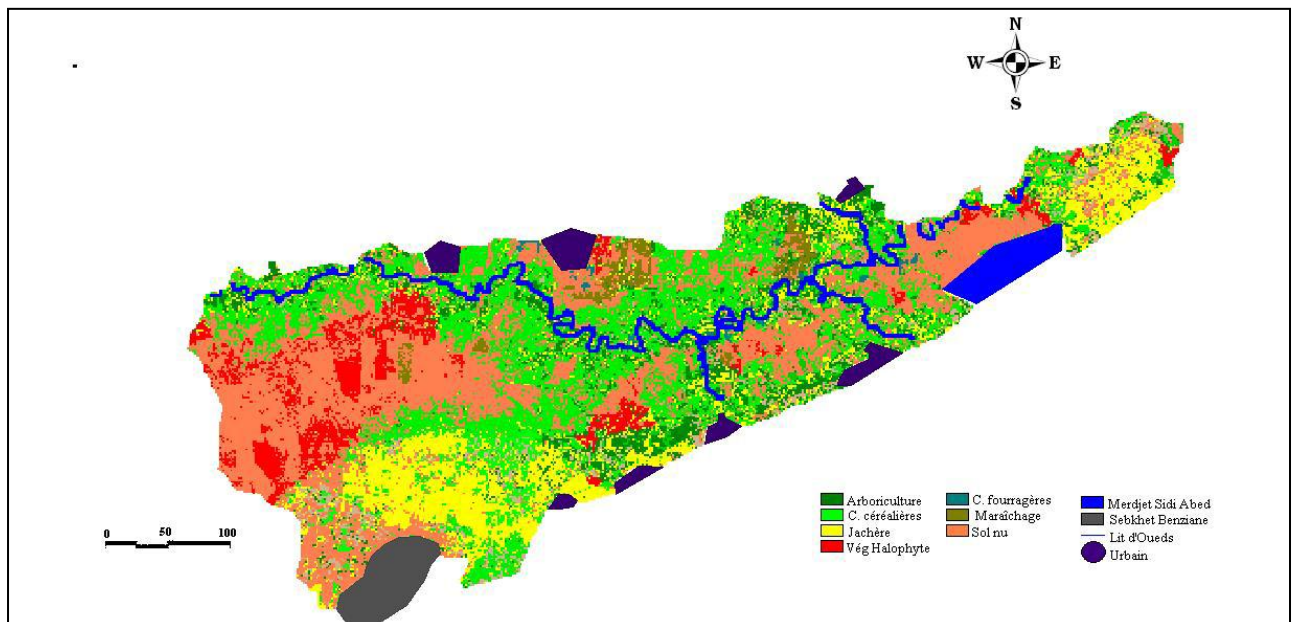 N
W E
S
0 50 100
Arboriculture
C. céréalières
Jachère
Vég Halophyte
C. fourragères
Maraîchage
Sol nu
Merdjet Sidi Abed
Sebkhet Benziane
Lit d'Oueds
Urbain